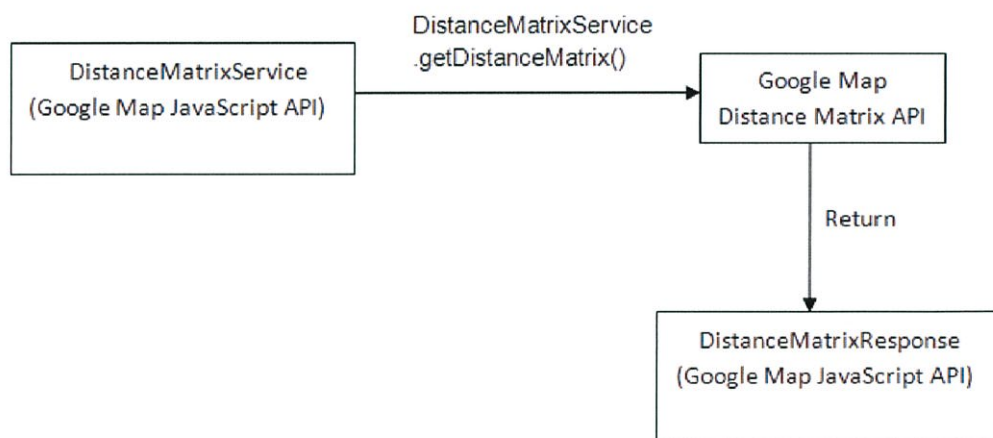 DistanceMatrixService
.getDistanceMatrix()
DistanceMatrixService
(Google Map JavaScript API)
Google Map
Distance Matrix API
Return
DistanceMatrixResponse
(Google Map JavaScript API)